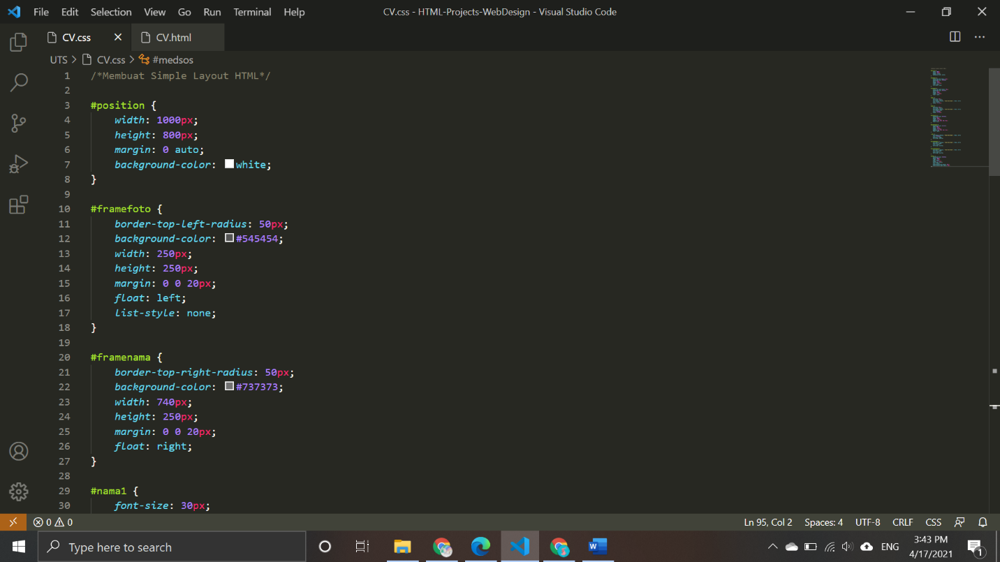 File Edit Selection View Go Run Terminal Help CV.css - HTML-Projects-WebDesign - Visual Studio Code
CV.css CV.html
UTS > CV.css > #medsos
1 /*Membuat Simple Layout HTML*/
2
3 #position {
4 width: 1000px;
5 height: 800px;
6 margin: 0 auto;
7 background-color: white;
8 }
9
10 #framefoto {
11 border-top-left-radius: 50px;
12 background-color: #545454;
13 width: 250px;
14 height: 250px;
15 margin: 0 0 20px;
16 float: left;
17 list-style: none;
18 }
19
20 #framenama {
21 border-top-right-radius: 50px;
22 background-color: #737373;
23 width: 740px;
24 height: 250px;
25 margin: 0 0 20px;
26 float: right;
27 }
28
29 #nama1 {
30 font-size: 30px;
0 0 Ln 95, Col 2 Spaces: 4 UTF-8 CRLF CSS
Type here to search ENG 3:43 PM
4/17/2021 1